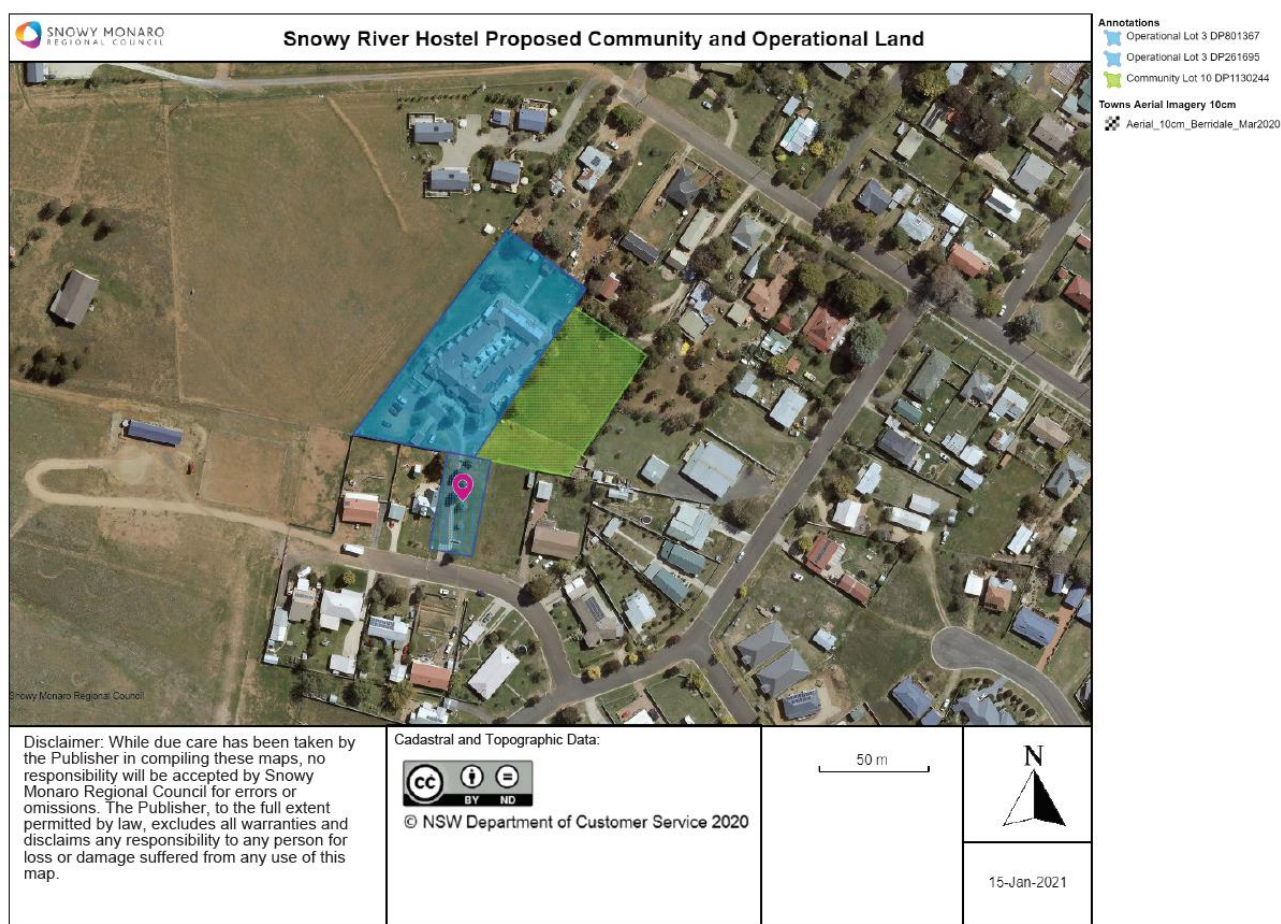 SNOWY MONARO
REGIONAL COUNCIL
Snowy River Hostel Proposed Community and Operational Land
Annotations
Operational Lot 3 DP801367
Operational Lot 3 DP261695
Community Lot 10 DP1130244
Towns Aerial Imagery 10cm
Aerial_10cm_Berridale_Mar2020
Snowy Monaro Regional Council
Disclaimer: While due care has been taken by
the Publisher in compiling these maps, no
responsibility will be accepted by Snowy
Monaro Regional Council for errors or
omissions. The Publisher, to the full extent
permitted by law, excludes all warranties and
disclaims any responsibility to any person for
loss or damage suffered from any use of this
map.
Cadastral and Topographic Data:
cc
BY ND
© NSW Department of Customer Service 2020
50 m
N
15-Jan-2021